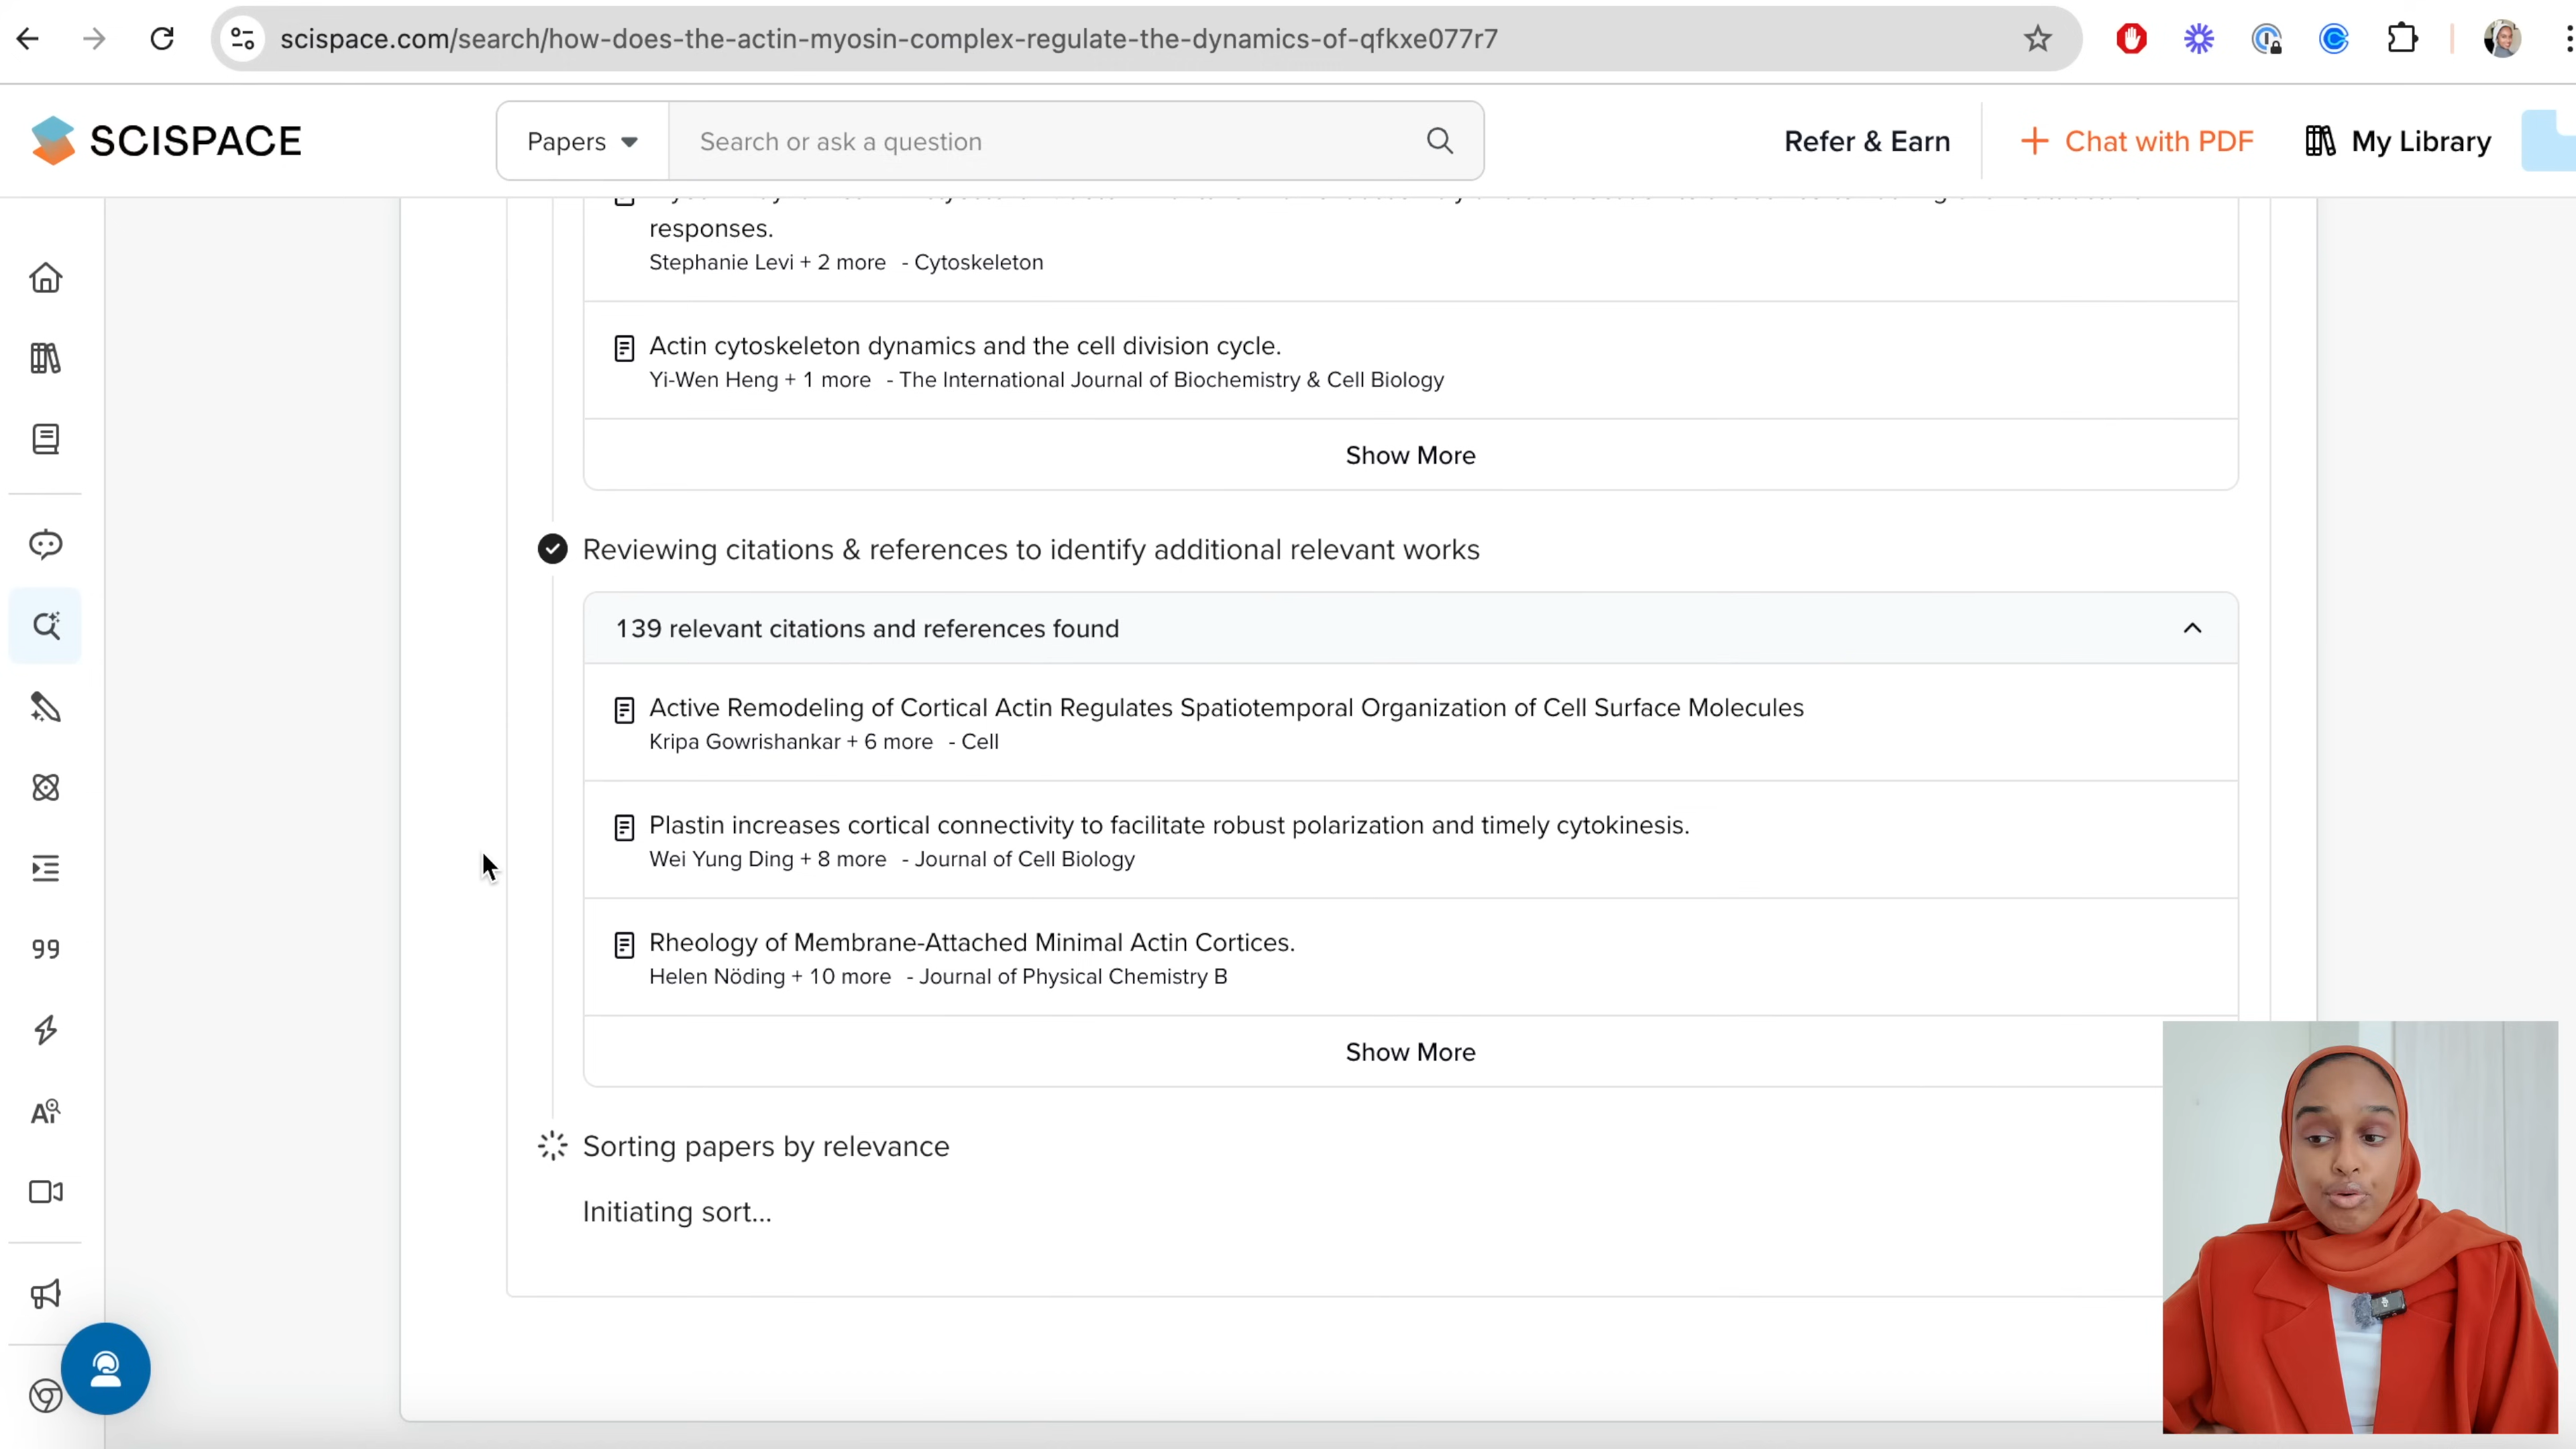 scispace.com/search/how-does-the-actin-myosin-complex-regulate-the-dynamics-of-qfkxe077r7
SCISPACE
Papers
Search or ask a question
Refer & Earn
+ Chat with PDF
My Library
responses.
Stephanie Levi + 2 more - Cytoskeleton
Actin cytoskeleton dynamics and the cell division cycle.
Yi-Wen Heng + 1 more - The International Journal of Biochemistry & Cell Biology
Show More
Reviewing citations & references to identify additional relevant works
139 relevant citations and references found
Active Remodeling of Cortical Actin Regulates Spatiotemporal Organization of Cell Surface Molecules
Kripa Gowrishankar + 6 more - Cell
Plastin increases cortical connectivity to facilitate robust polarization and timely cytokinesis.
Wei Yung Ding + 8 more - Journal of Cell Biology
Rheology of Membrane-Attached Minimal Actin Cortices.
Helen Nöding + 10 more - Journal of Physical Chemistry B
Show More
Sorting papers by relevance
Initiating sort...